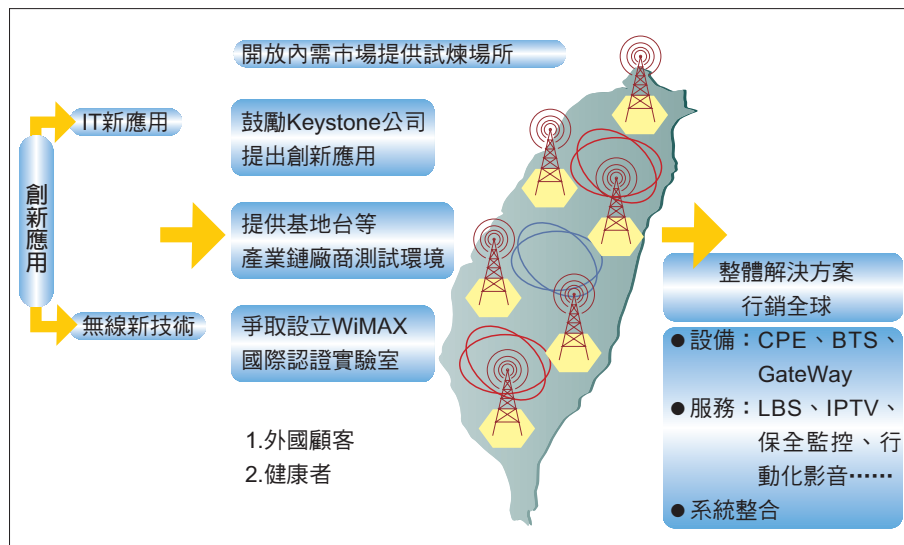 開放內需市場提供試煉場所
創新應用
IT新應用
無線新技術
鼓勵Keystone公司
提出創新應用
提供基地台等
產業鏈廠商測試環境
爭取設立WiMAX
國際認證實驗室
1.外國顧客
2.健康者
整體解決方案
行銷全球
●設備：CPE、BTS、
GateWay
●服務：LBS、IPTV、
保全監控、行
動化影音⋯⋯
●系統整合